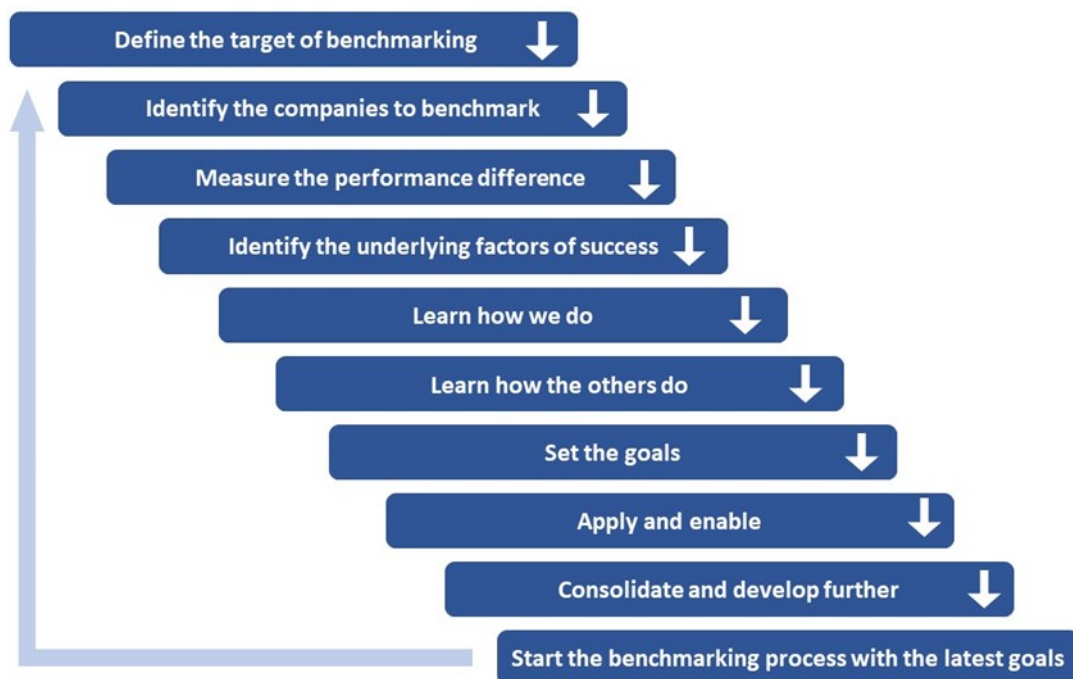 Define the target of benchmarking
Identify the companies to benchmark
Measure the performance difference
Identify the underlying factors of success
Learn how we do
Learn how the others do
Set the goals
Apply and enable
Consolidate and develop further
Start the benchmarking process with the latest goals